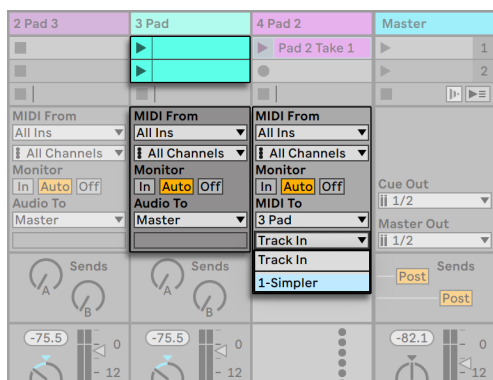 2 Pad 3 3 Pad 4 Pad 2 Master
Pad 2 Take 1 1
2
MIDI From MIDI From MIDI From
All Ins All Ins All Ins
All Channels All Channels All Channels
Monitor Monitor Monitor
In Auto Off In Auto Off In Auto Off Cue Out
Audio To Audio To MIDI To 1/2
Master Master 3 Pad Master Out
Track In 1/2
Track In
Sends Sends 1-Simpler Sends
A A Post
B B Post
-75.5 -75.5 -82.1
0 0 0
12 12 12